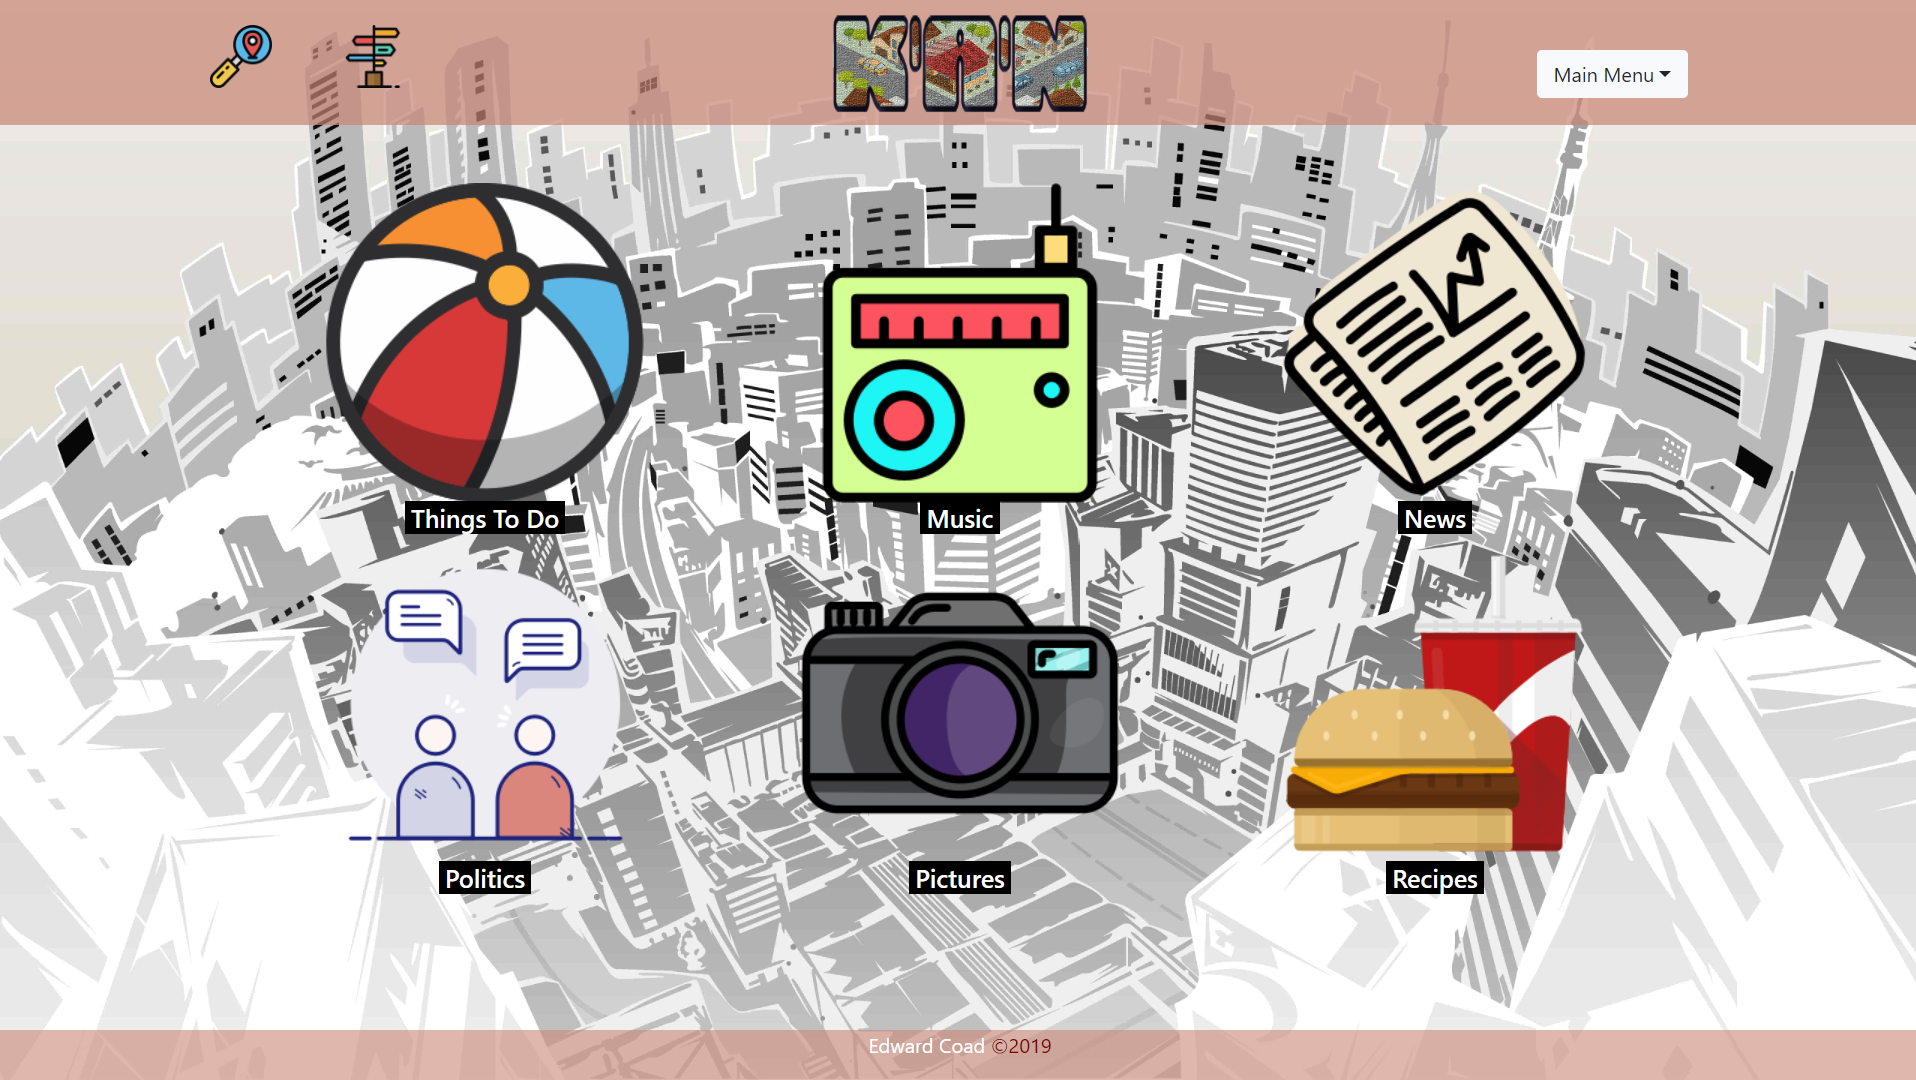 K'A'N
Main Menu
Things To Do
Music
News
Politics
Pictures
Recipes
Edward Coad ©2019